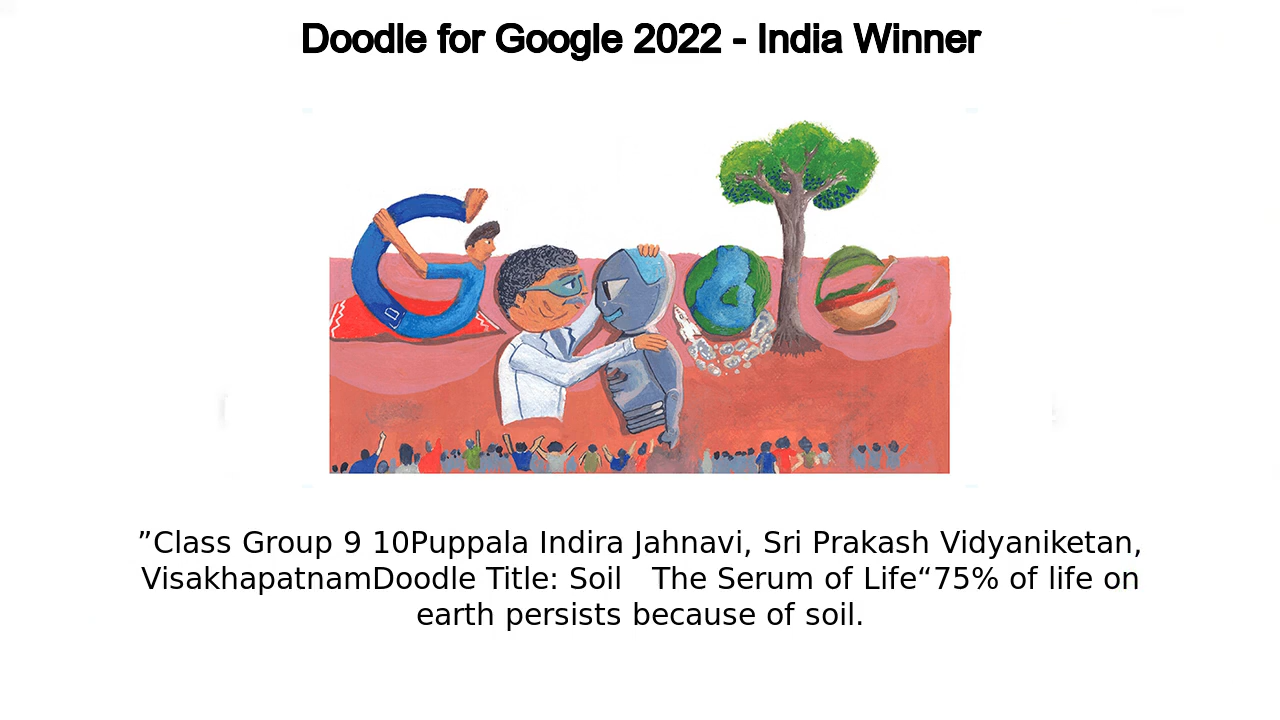 Doodle for Google 2022 - India Winner
”Class Group 9 10Puppala Indira Jahnavi, Sri Prakash Vidyaniketan,
VisakhapatnamDoodle Title: Soil   The Serum of Life“75% of life on
earth persists because of soil.